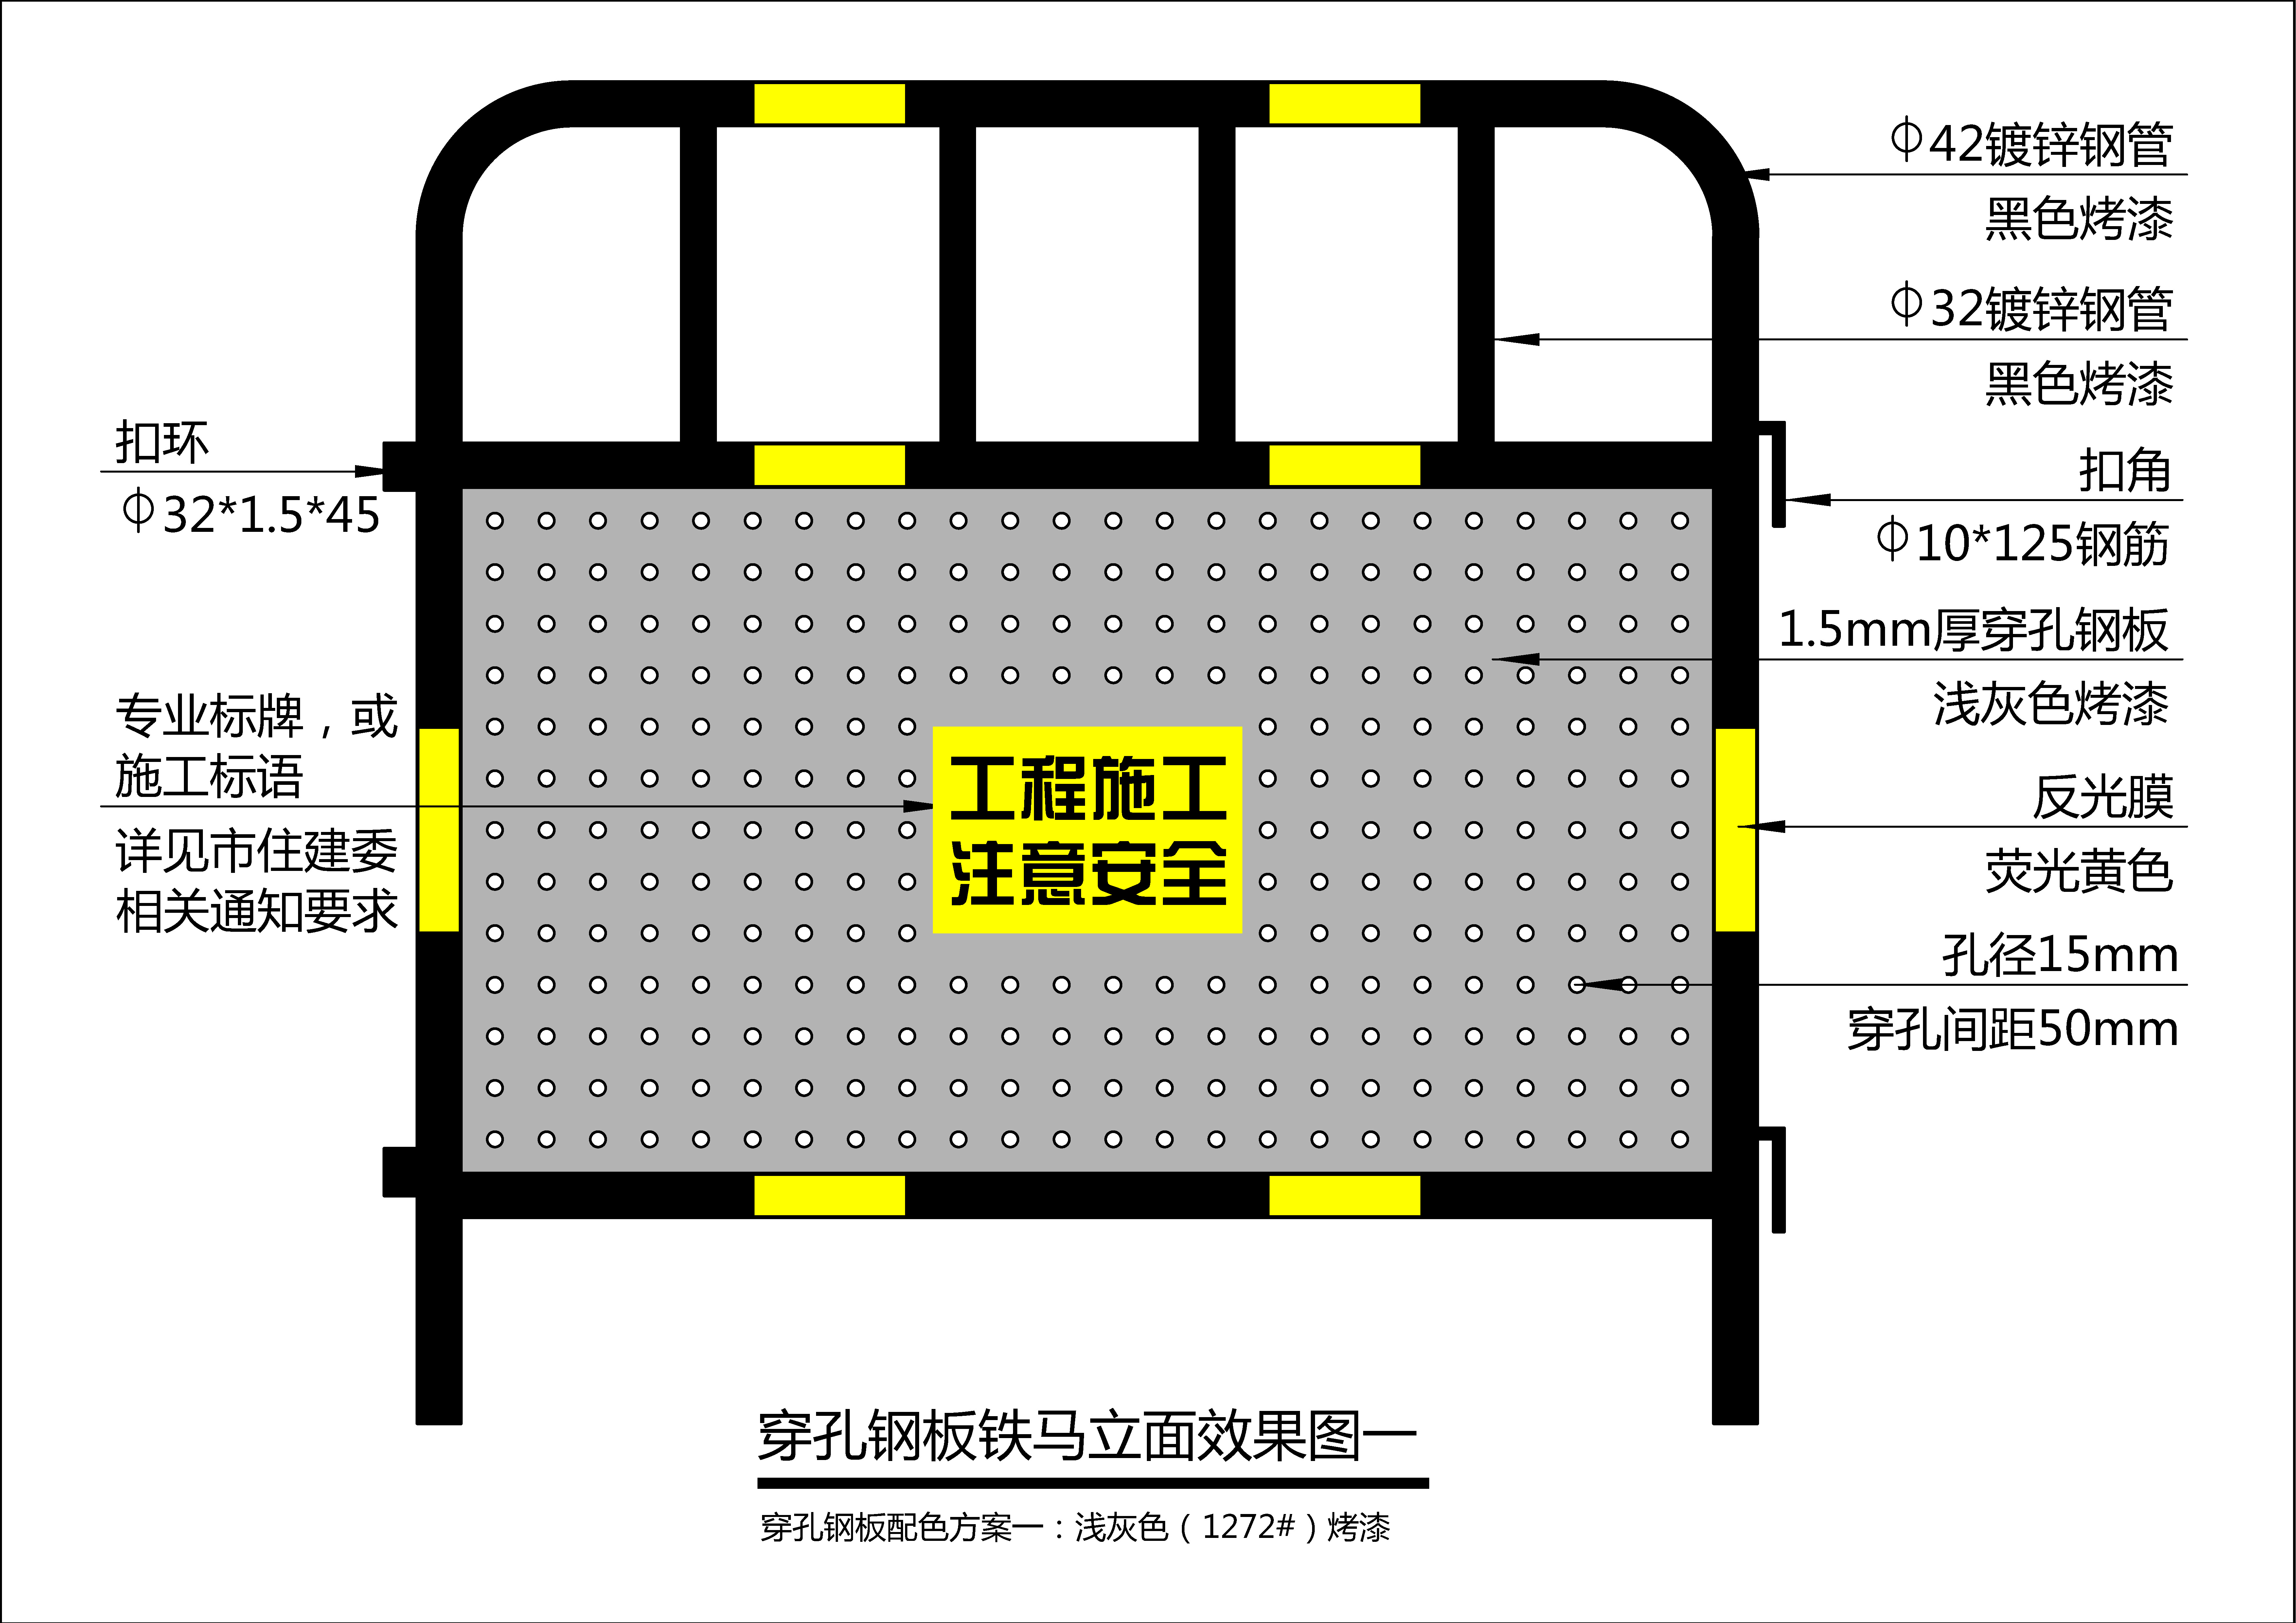 Φ42镀锌钢管
黑色烤漆
Φ32镀锌钢管
黑色烤漆
扣环
Φ32*1.5*45
扣角
Φ10*125钢筋
1.5mm厚穿孔钢板
浅灰色烤漆
专业标牌，或
施工标语
详见市住建委
相关通知要求
工程施工
注意安全
反光膜
荧光黄色
孔径15mm
穿孔间距50mm
穿孔钢板铁马立面效果图一
穿孔钢板配色方案一：浅灰色（1272#）烤漆